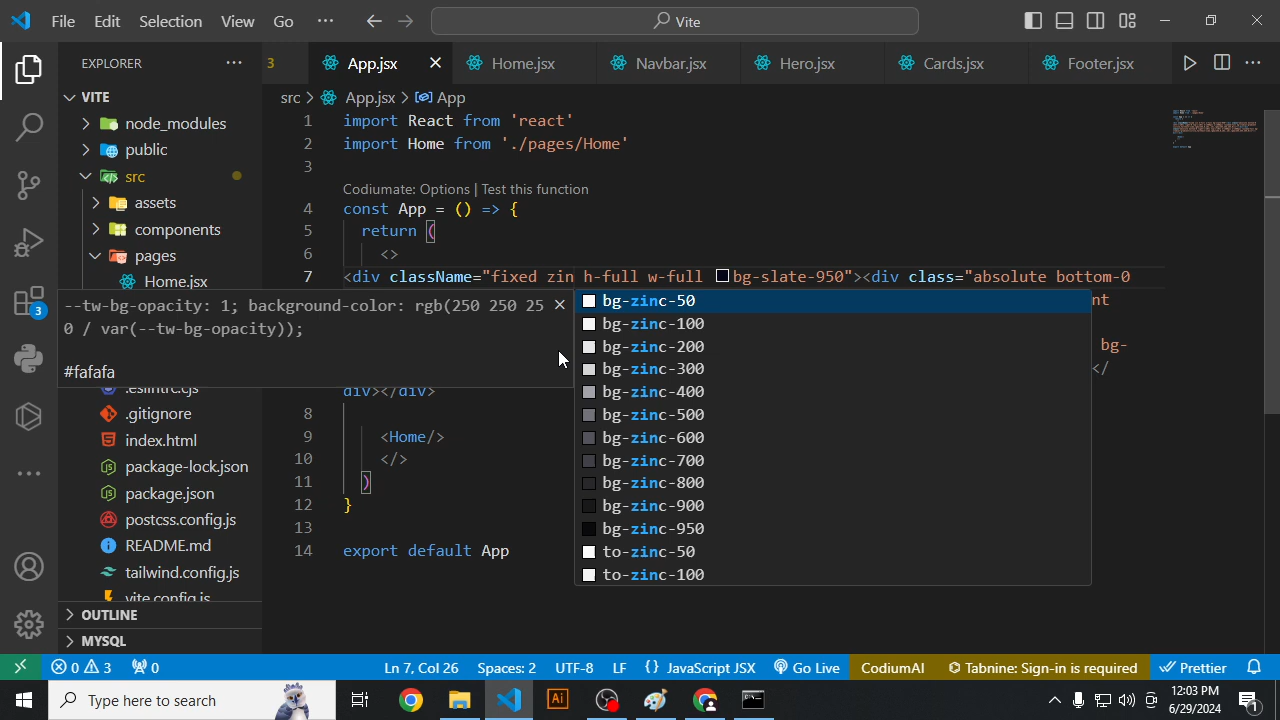 File Edit Selection View Go ··· Vite
EXPLORER ···
3 App.jsx Home.jsx Navbar.jsx Hero.jsx Cards.jsx Footer.jsx ···
VITE
node_modules
public
src
assets
components
pages
Home.jsx
src > App.jsx > App
1 import React from 'react'
2 import Home from './pages/Home'
3
Codiumate: Options | Test this function
4 const App = () => {
5 return (
6 <>
7 <div className="fixed zin h-full w-full bg-slate-950"><div class="absolute bottom-0
nt
bg-
</
div></div>
8
9 <Home/>
10 </>
11 )
12 }
13
14 export default App
--tw-bg-opacity: 1; background-color: rgb(250 250 25
0 / var(--tw-bg-opacity));
#fafafa
bg-zinc-50
bg-zinc-100
bg-zinc-200
bg-zinc-300
bg-zinc-400
bg-zinc-500
bg-zinc-600
bg-zinc-700
bg-zinc-800
bg-zinc-900
bg-zinc-950
to-zinc-50
to-zinc-100
3
.eslintrc.cjs
.gitignore
index.html
package-lock.json
package.json
postcss.config.js
README.md
tailwind.config.js
vite.config.js
OUTLINE
MYSQL
0 3 0 Ln 7, Col 26 Spaces: 2 UTF-8 LF {} JavaScript JSX Go Live CodiumAI Tabnine: Sign-in is required Prettier
Type here to search
Ai
12:03 PM
6/29/2024
1